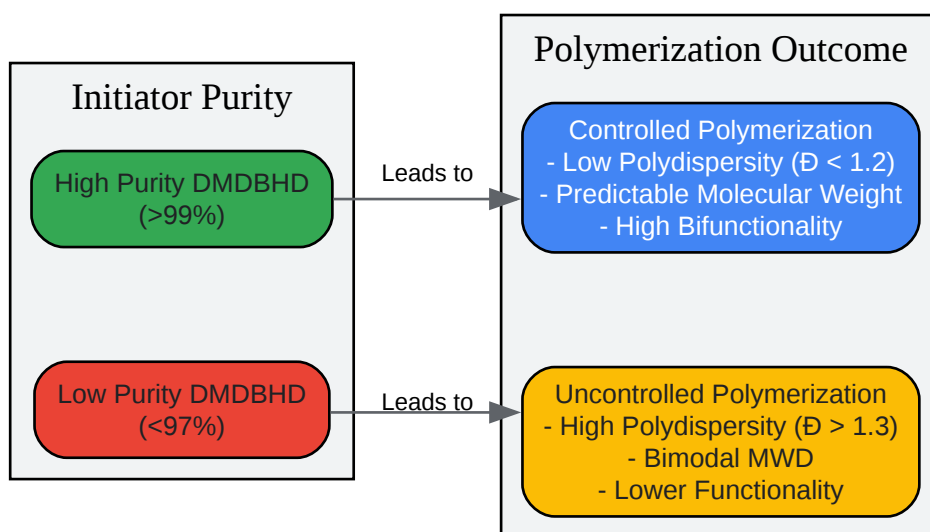 Initiator Purity
High Purity DMDBHD
(>99%)
Low Purity DMDBHD
(<97%)
Leads to
Leads to
Polymerization Outcome
Controlled Polymerization
- Low Polydispersity (Đ < 1.2)
- Predictable Molecular Weight
- High Bifunctionality
Uncontrolled Polymerization
- High Polydispersity (Đ > 1.3)
- Bimodal MWD
- Lower Functionality